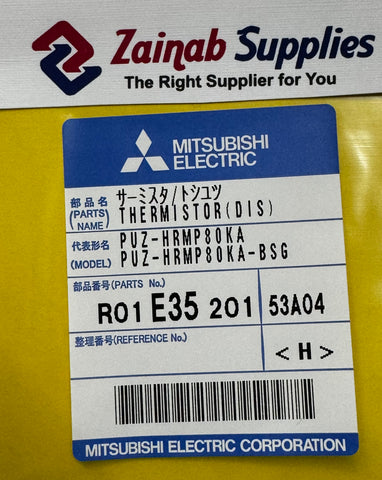 Zainab Supplies
The Right Supplier for You
MITSUBISHI
ELECTRIC
部品名 サーミスタ/トシユツ
(PARTS NAME) THERMISTOR(DIS)
代表形名 PUZ-HRMP80KA
(MODEL) PUZ-HRMP80KA-BSG
部品番号(PARTS No.)
R01 E35 201 53A04
整理番号(REFERENCE No.)
<H>
MITSUBISHI ELECTRIC CORPORATION